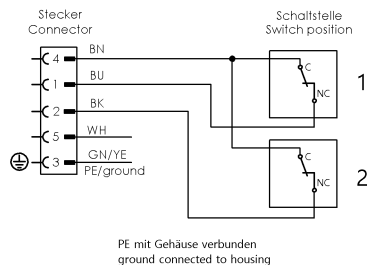 Stecker
Connector
Schaltstelle
Switch position
4 BN
1 BU
2 BK
5 WH
3 GN/YE
PE/ground
C
NC
1
C
NC
2
PE mit Gehäuse verbunden
ground connected to housing